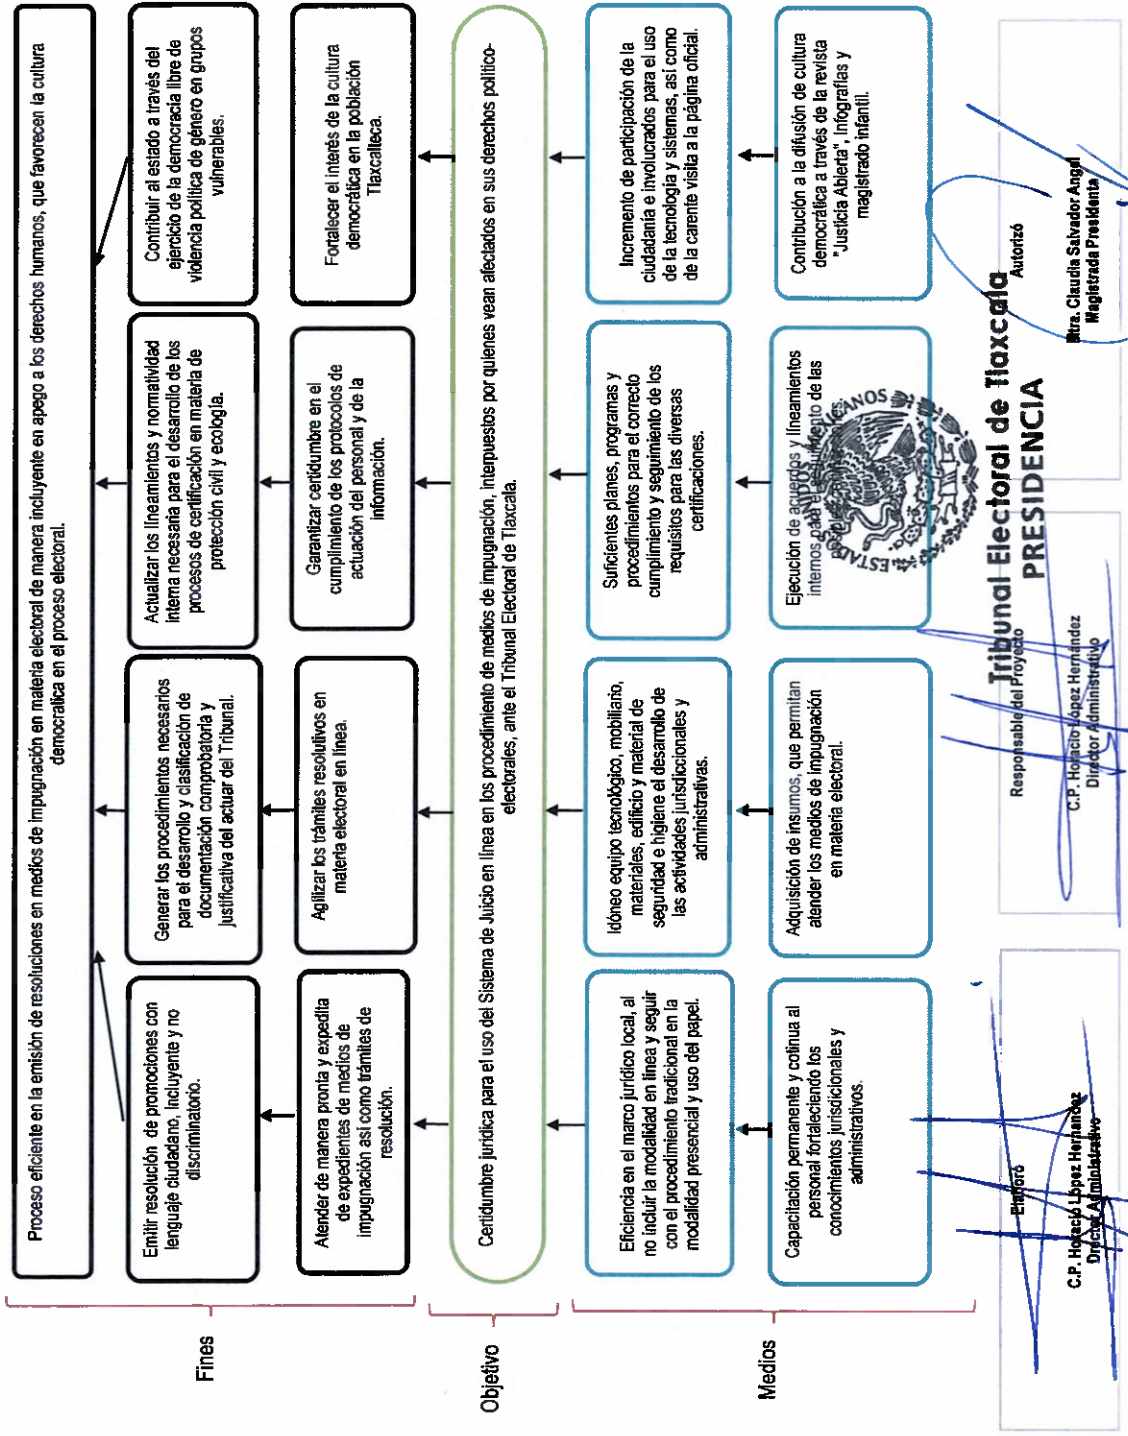 Proceso eficiente en la emisión de resoluciones en medios de impugnación en materia electoral de manera incluyente en apego a los derechos humanos, que favorecen la cultura
democratica en el proceso electoral.
Fines
Emitir resolución de promociones con
lenguaje ciudadano, Incluyente y no
discriminatorio.
Generar los procedimientos necesarios
para el desarrollo y clasificación de
documentación comprobatoria y
justificativa del actuar del Tribunal.
Actualizar los lineamientos y normatividad
interna necesaria para el desarrollo de los
procesos de certificación en materia de
protección civil y ecología.
Contribuir al estado a través del
ejercicio de la democracia libre de
violencia política de género en grupos
vulnerables.
Atender de manera pronta y expedita
de expedientes de medios de
impugnación así como trámites de
resolución.
Agilizar los trámites resolutivos en
materia electoral en línea.
Garantizar certidumbre en el
cumplimiento de los protocolos de
actuación del personal y de la
información.
Fortalecer el interés de la cultura
democrática en la población
Tlaxcalteca.
Objetivo
Certidumbre jurídica para el uso del Sistema de Juicio en línea en los procedimiento de medios de impugnación, interpuestos por quienes vean afectados en sus derechos político-
electorales, ante el Tribunal Electoral de Tlaxcala.
Medios
Eficiencia en el marco jurídico local, al
no incluir la modalidad en línea y seguir
con el procedimiento tradicional en la
modalidad presencial y uso del papel.
Idóneo equipo tecnológico, mobiliario,
materiales, edificio y material de
seguridad e higiene el desarrollo de
las actividades jurisdiccionales y
administrativas.
Suficientes planes, programas y
procedimientos para el correcto
cumplimiento y seguimiento de los
requisitos para las diversas
certificaciones.
Incremento de participación de la
ciudadanía e involucrados para el uso
de la tecnología y sistemas, así como
de la carente visita a la página oficial.
Capacitación permanente y cotinua al
personal fortaleciendo los
conocimientos jurisdicionales y
administrativos.
Adquisición de insumos, que permitan
atender los medios de impugnación
en materia electoral.
Ejecución de acuerdos y lineamientos
internos para el seguimiento de las
Contribución a la difusión de cultura
democrática a través de la revista
"Justicia Abierta", Infografías y
magistrado infantil.
ESTADOS UNIDOS MEXICANOS
Tribunal Electoral de Tlaxcala
PRESIDENCIA
Elaboró
C.P. Horacio López Hernández
Director Administrativo
Responsable del Proyecto
C.P. Horacio López Hernández
Director Administrativo
Autorizó
Mtra. Claudia Salvador Angel
Magistrada Presidenta